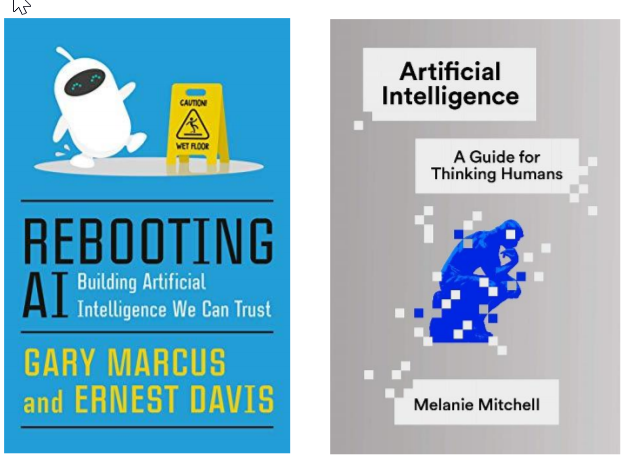 CAUTION!
WET FLOOR
REBOOTING
AI Building Artificial
Intelligence We Can Trust
GARY MARCUS
and ERNEST DAVIS
Artificial
Intelligence
A Guide for
Thinking Humans
Melanie Mitchell